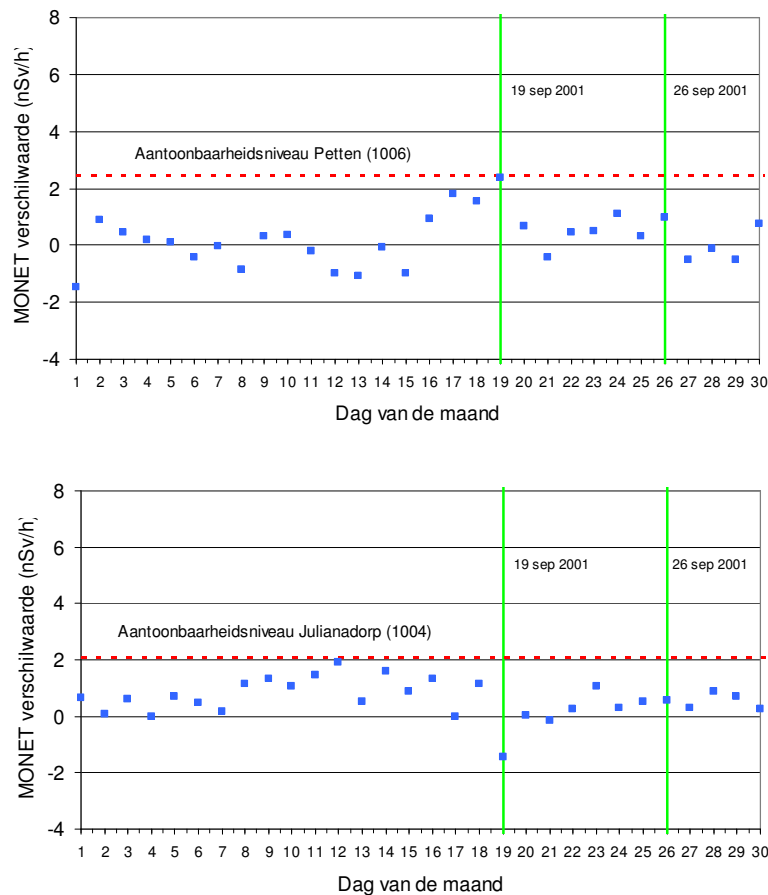 MONET verschilwaarde (nSv/h)
8
6
4
2
0
-2
-4
19 sep 2001
26 sep 2001
Aantoonbaarheidsniveau Petten (1006)
1 2 3 4 5 6 7 8 9 10 11 12 13 14 15 16 17 18 19 20 21 22 23 24 25 26 27 28 29 30
Dag van de maand
MONET verschilwaarde (nSv/h)
8
6
4
2
0
-2
-4
19 sep 2001
26 sep 2001
Aantoonbaarheidsniveau Julianadorp (1004)
1 2 3 4 5 6 7 8 9 10 11 12 13 14 15 16 17 18 19 20 21 22 23 24 25 26 27 28 29 30
Dag van de maand